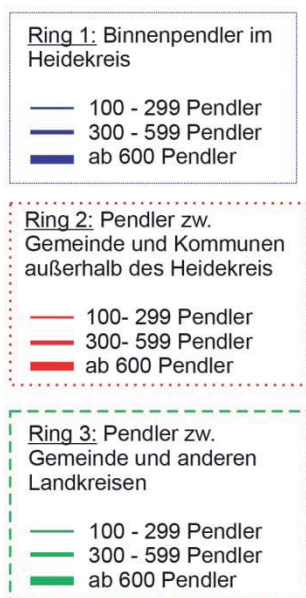 Ring 1: Binnenpendler im
Heidekreis
100 - 299 Pendler
300 - 599 Pendler
ab 600 Pendler
Ring 2: Pendler zw.
Gemeinde und Kommunen
außerhalb des Heidekreis
100- 299 Pendler
300- 599 Pendler
ab 600 Pendler
Ring 3: Pendler zw.
Gemeinde und anderen
Landkreisen
100 - 299 Pendler
300 - 599 Pendler
ab 600 Pendler